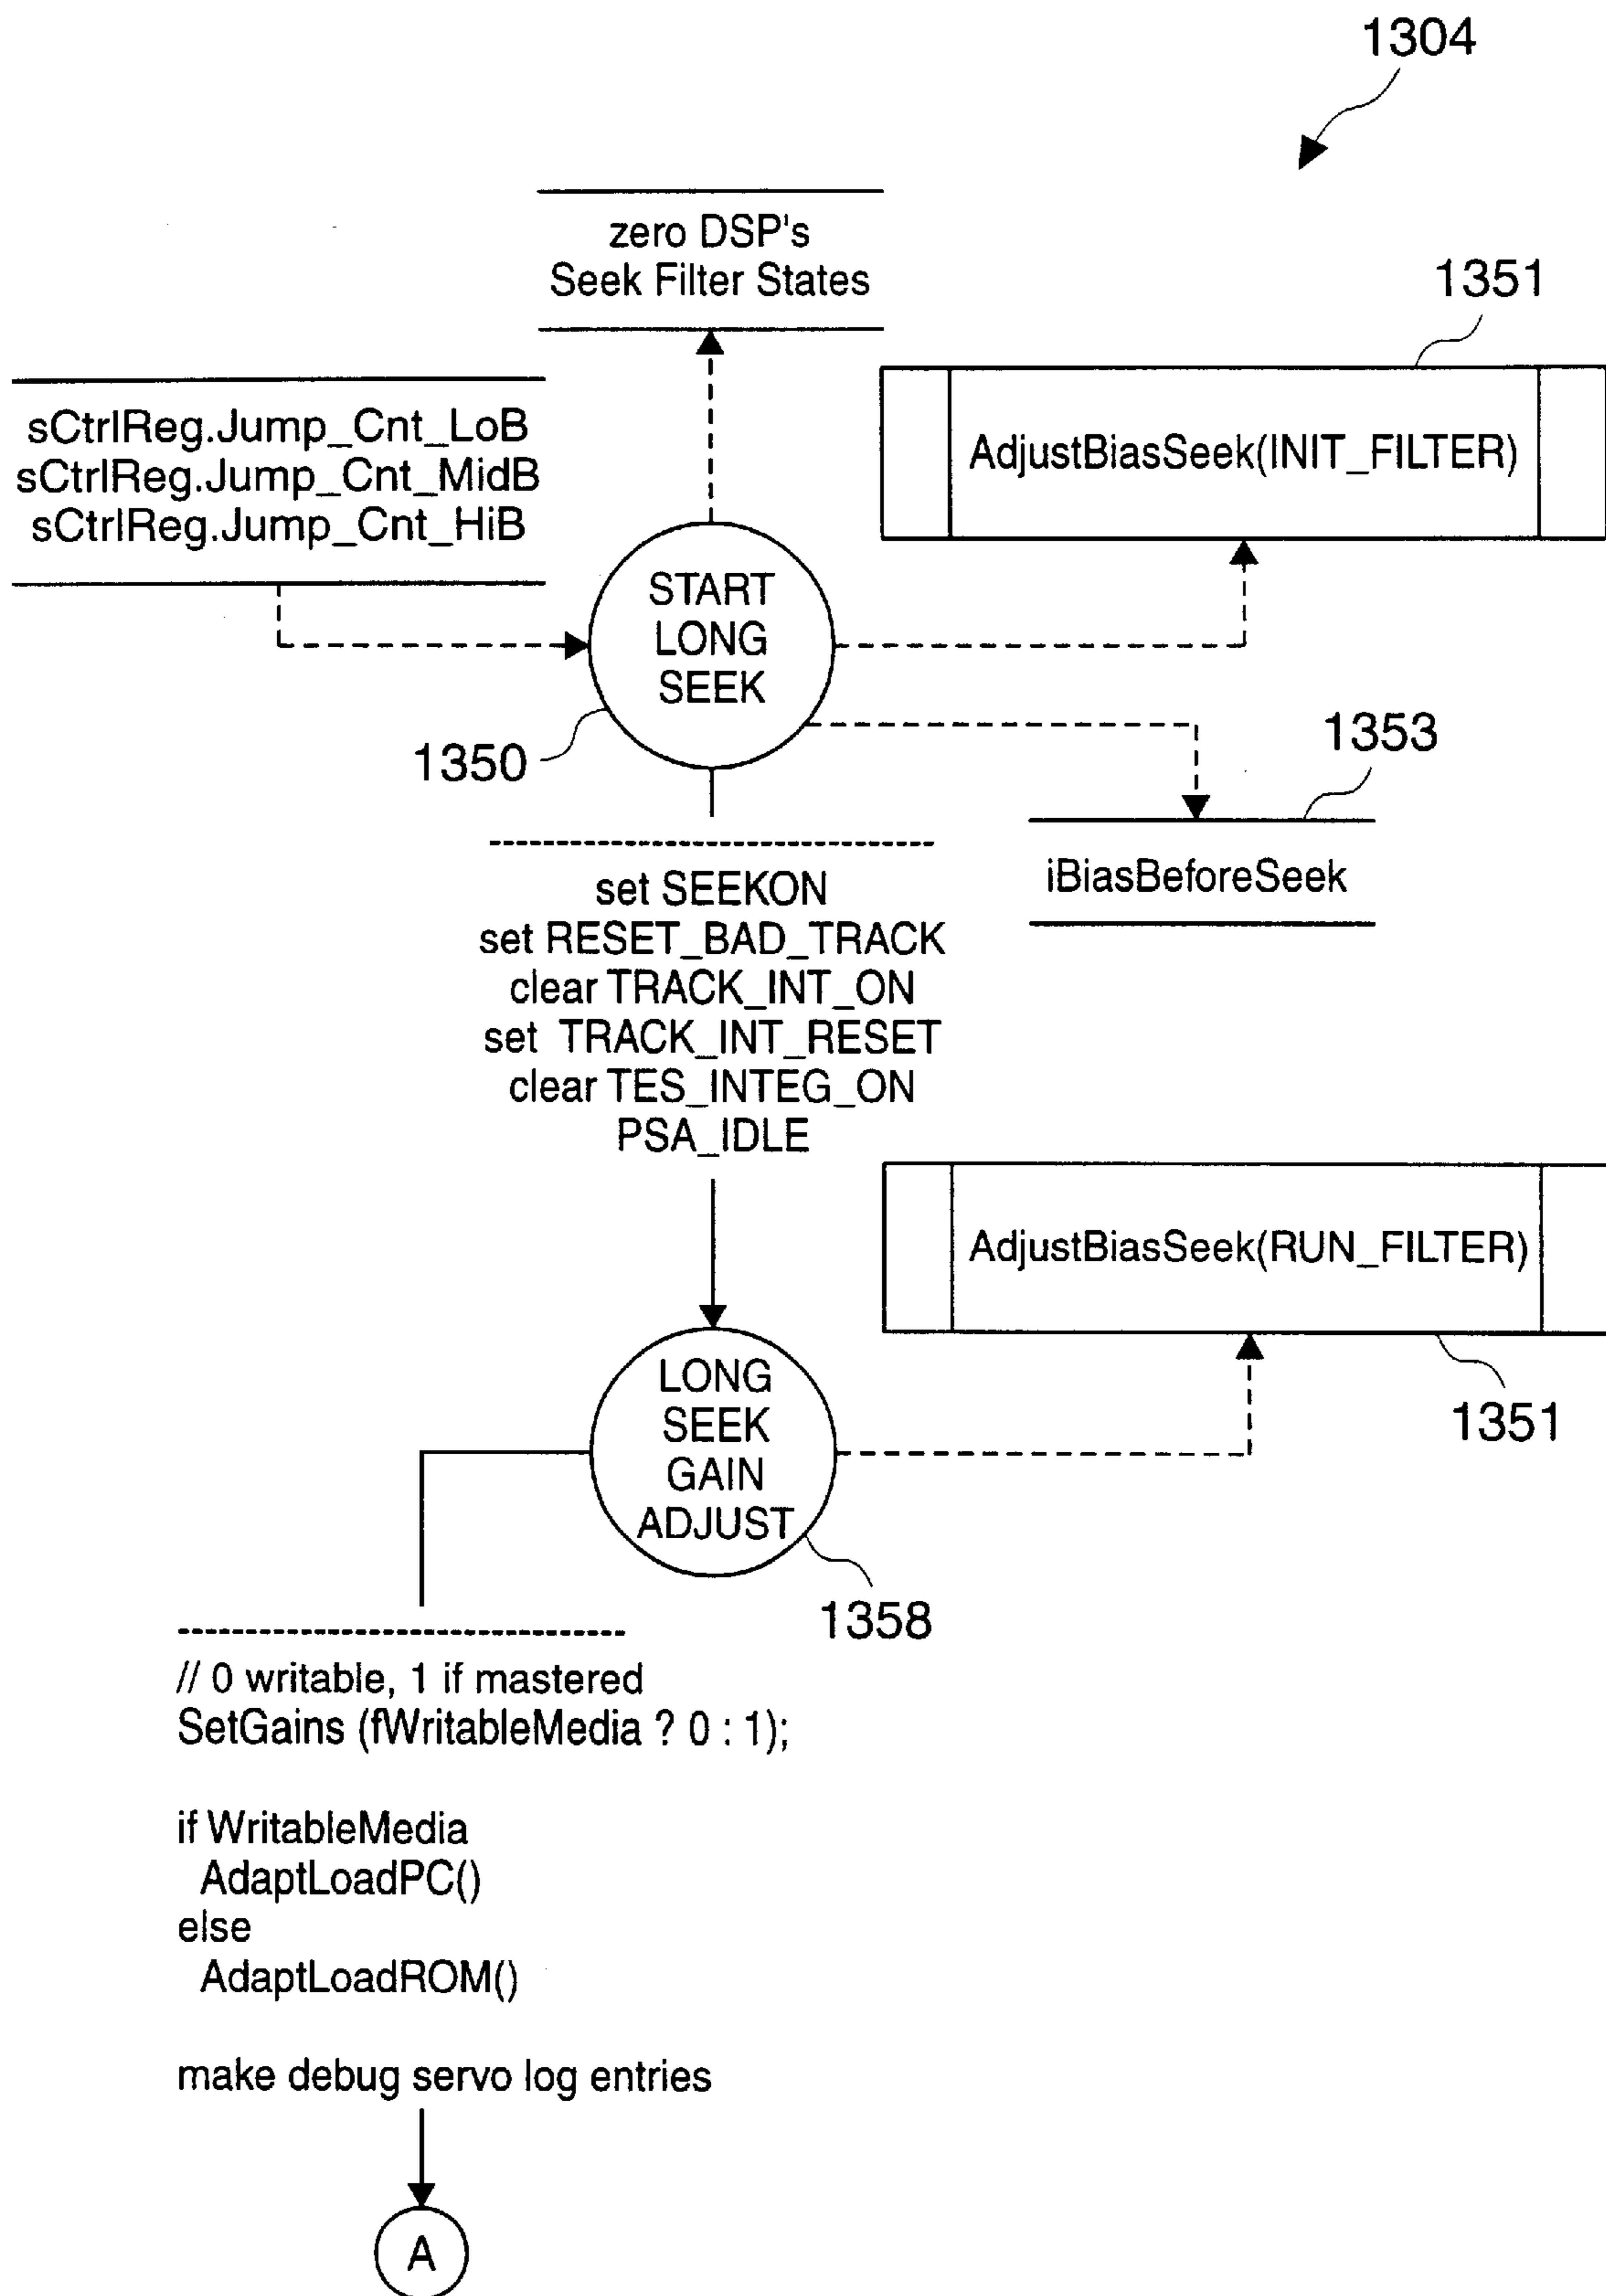 1304
zero DSP's
Seek Filter States
1351
sCtrlReg.Jump_Cnt_LoB
sCtrlReg.Jump_Cnt_MidB
sCtrlReg.Jump_Cnt_HiB
AdjustBiasSeek(INIT_FILTER)
START
LONG
SEEK
1350
1353
iBiasBeforeSeek
set SEEKON
set RESET_BAD_TRACK
clear TRACK_INT_ON
set TRACK_INT_RESET
clear TES_INTEG_ON
PSA_IDLE
AdjustBiasSeek(RUN_FILTER)
1351
LONG
SEEK
GAIN
ADJUST
1358
// 0 writable, 1 if mastered
SetGains (fWritableMedia ? 0 : 1);
if WritableMedia
AdaptLoadPC()
else
AdaptLoadROM()
make debug servo log entries
A